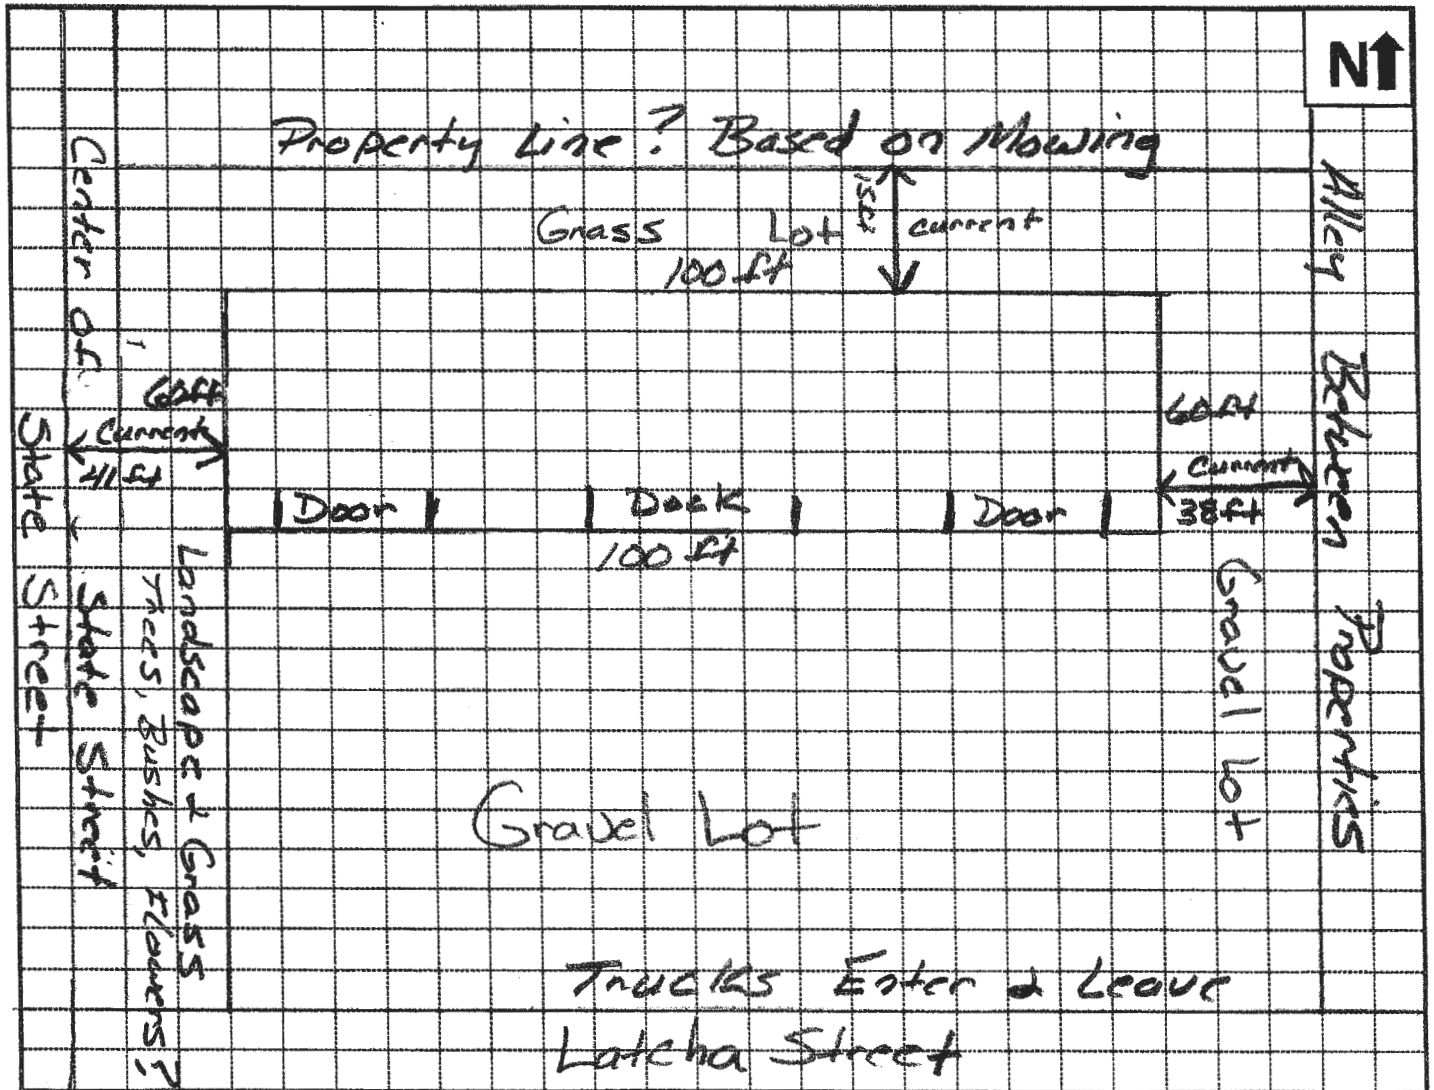 N
Property Line? Based on Mowing
Grass Lot
15ft
current
100 ft
Center of State Street
State Street
60ft
Current
41 ft
60ft
Current
38ft
Door
Dock
Door
100 ft
Landscape & Grass
Trees, Bushes, Flowers?
Gravel Lot
Gravel Lot
Alley Between Properties
Trucks Enter & Leave
Latcha Street